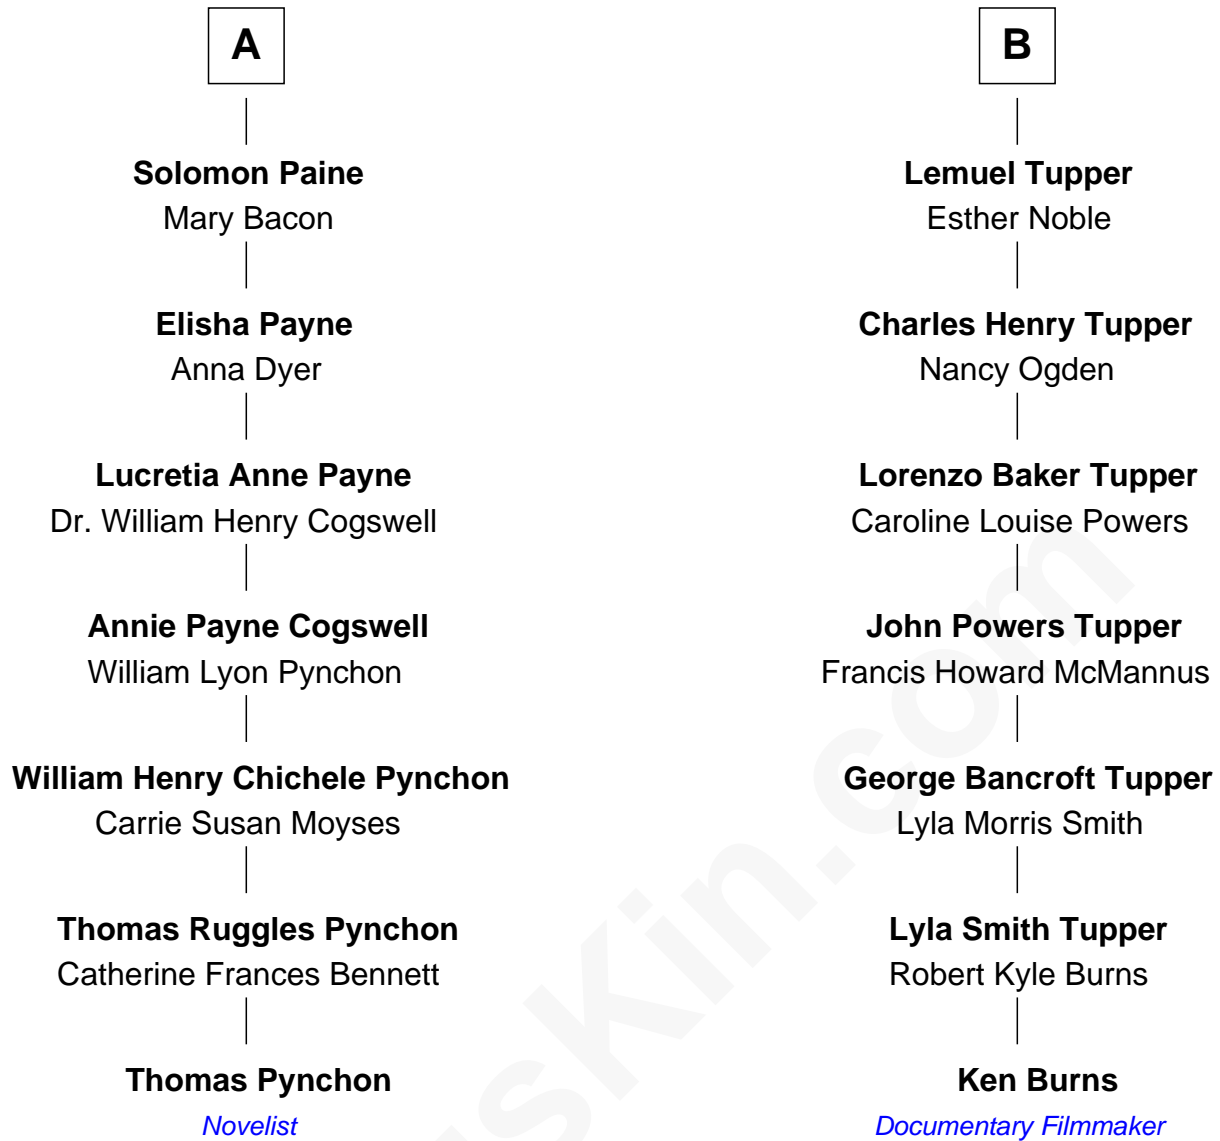 A
Solomon Paine
Mary Bacon
Elisha Payne
Anna Dyer
Lucretia Anne Payne
Dr. William Henry Cogswell
Annie Payne Cogswell
William Lyon Pynchon
William Henry Chichele Pynchon
Carrie Susan Moyses
Thomas Ruggles Pynchon
Catherine Frances Bennett
Thomas Pynchon
Novelist
B
Lemuel Tupper
Esther Noble
Charles Henry Tupper
Nancy Ogden
Lorenzo Baker Tupper
Caroline Louise Powers
John Powers Tupper
Francis Howard McMannus
George Bancroft Tupper
Lyla Morris Smith
Lyla Smith Tupper
Robert Kyle Burns
Ken Burns
Documentary Filmmaker